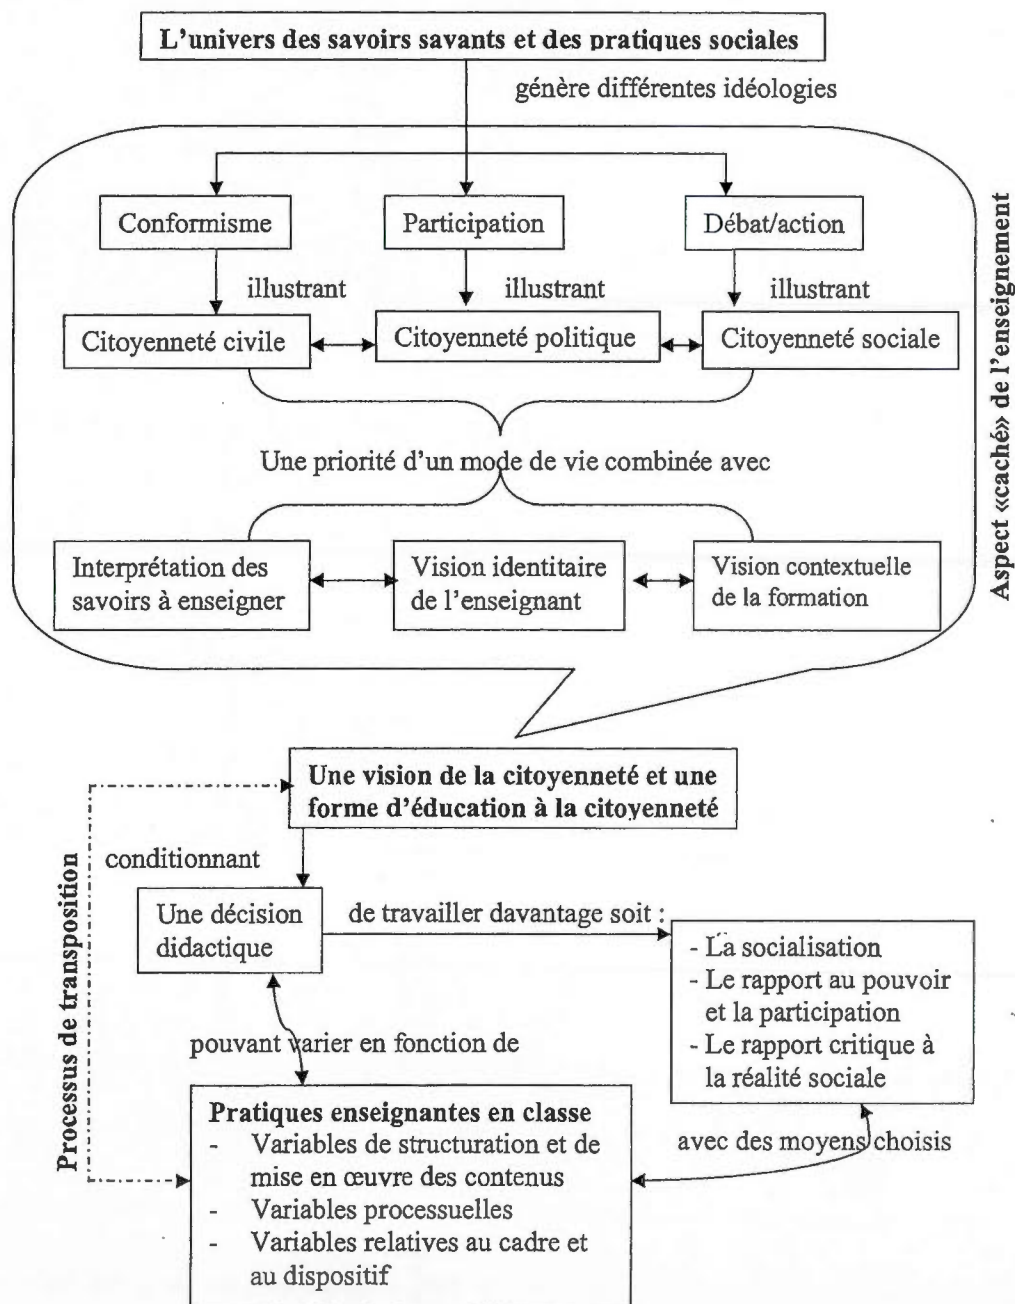 L'univers des savoirs savants et des pratiques sociales
génère différentes idéologies
Conformisme
Participation
Débat/action
illustrant
illustrant
illustrant
Citoyenneté civile
Citoyenneté politique
Citoyenneté sociale
Une priorité d'un mode de vie combinée avec
Interprétation des
savoirs à enseigner
Vision identitaire
de l'enseignant
Vision contextuelle
de la formation
Aspect «caché» de l'enseignement
Une vision de la citoyenneté et une
forme d'éducation à la citoyenneté
conditionnant
Une décision
didactique
de travailler davantage soit :
- La socialisation
- Le rapport au pouvoir
et la participation
- Le rapport critique à
la réalité sociale
pouvant varier en fonction de
avec des moyens choisis
Pratiques enseignantes en classe
- Variables de structuration et de
mise en œuvre des contenus
- Variables processuelles
- Variables relatives au cadre et
au dispositif
Processus de transposition